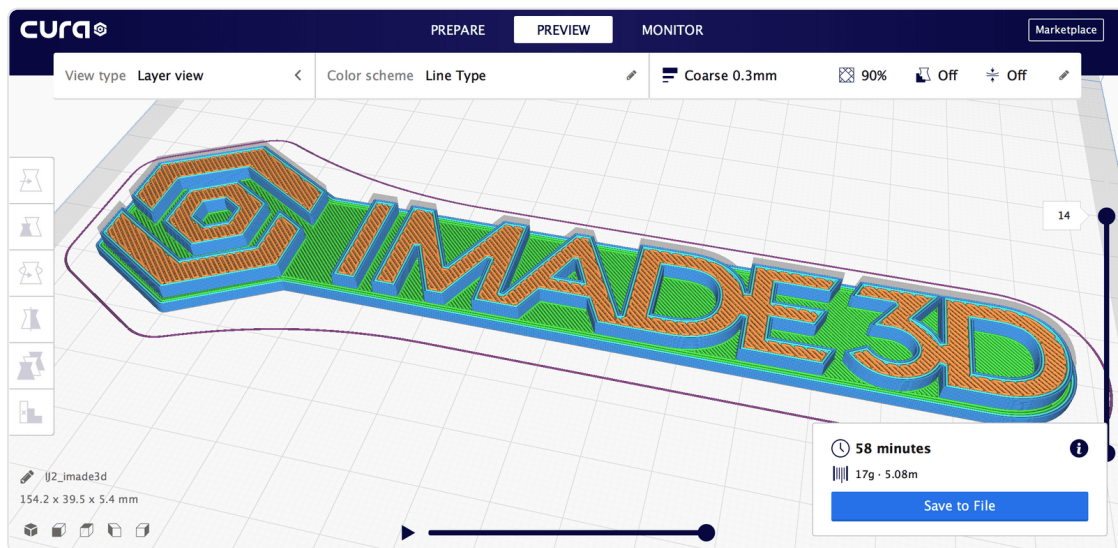 cura
PREPARE PREVIEW MONITOR Marketplace
View type Layer view Color scheme Line Type Coarse 0.3mm 90% Off Off
14
IMADE3D
58 minutes
17g · 5.08m
Save to File
IJ2_imade3d
154.2 x 39.5 x 5.4 mm